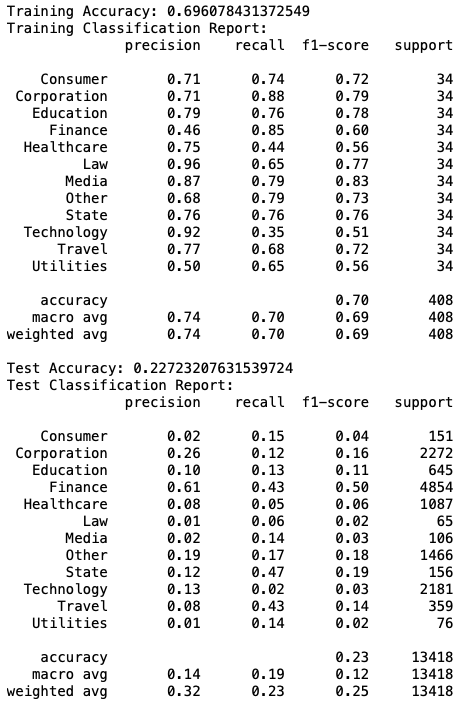 Training Accuracy: 0.696078431372549
Training Classification Report:
precision recall f1-score support
Consumer 0.71 0.74 0.72 34
Corporation 0.71 0.88 0.79 34
Education 0.79 0.76 0.78 34
Finance 0.46 0.85 0.60 34
Healthcare 0.75 0.44 0.56 34
Law 0.96 0.65 0.77 34
Media 0.87 0.79 0.83 34
Other 0.68 0.79 0.73 34
State 0.76 0.76 0.76 34
Technology 0.92 0.35 0.51 34
Travel 0.77 0.68 0.72 34
Utilities 0.50 0.65 0.56 34
accuracy 0.70 408
macro avg 0.74 0.70 0.69 408
weighted avg 0.74 0.70 0.69 408
Test Accuracy: 0.22723207631539724
Test Classification Report:
precision recall f1-score support
Consumer 0.02 0.15 0.04 151
Corporation 0.26 0.12 0.16 2272
Education 0.10 0.13 0.11 645
Finance 0.61 0.43 0.50 4854
Healthcare 0.08 0.05 0.06 1087
Law 0.01 0.06 0.02 65
Media 0.02 0.14 0.03 106
Other 0.19 0.17 0.18 1466
State 0.12 0.47 0.19 156
Technology 0.13 0.02 0.03 2181
Travel 0.08 0.43 0.14 359
Utilities 0.01 0.14 0.02 76
accuracy 0.23 13418
macro avg 0.14 0.19 0.12 13418
weighted avg 0.32 0.23 0.25 13418